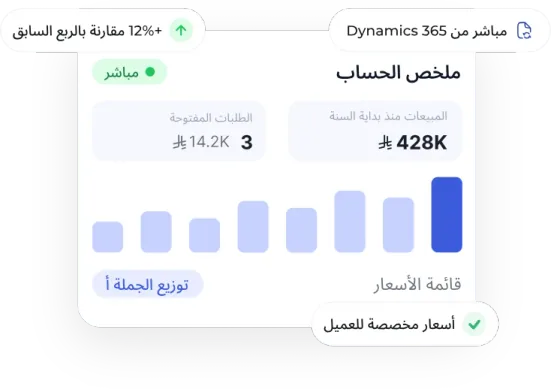 مباشر من Dynamics 365
+12% مقارنة بالربع السابق
ملخص الحساب
مباشر
المبيعات منذ بداية السنة
428K ⃁
الطلبات المفتوحة
3 14.2K ⃁
قائمة الأسعار
توزيع الجملة أ
أسعار مخصصة للعميل